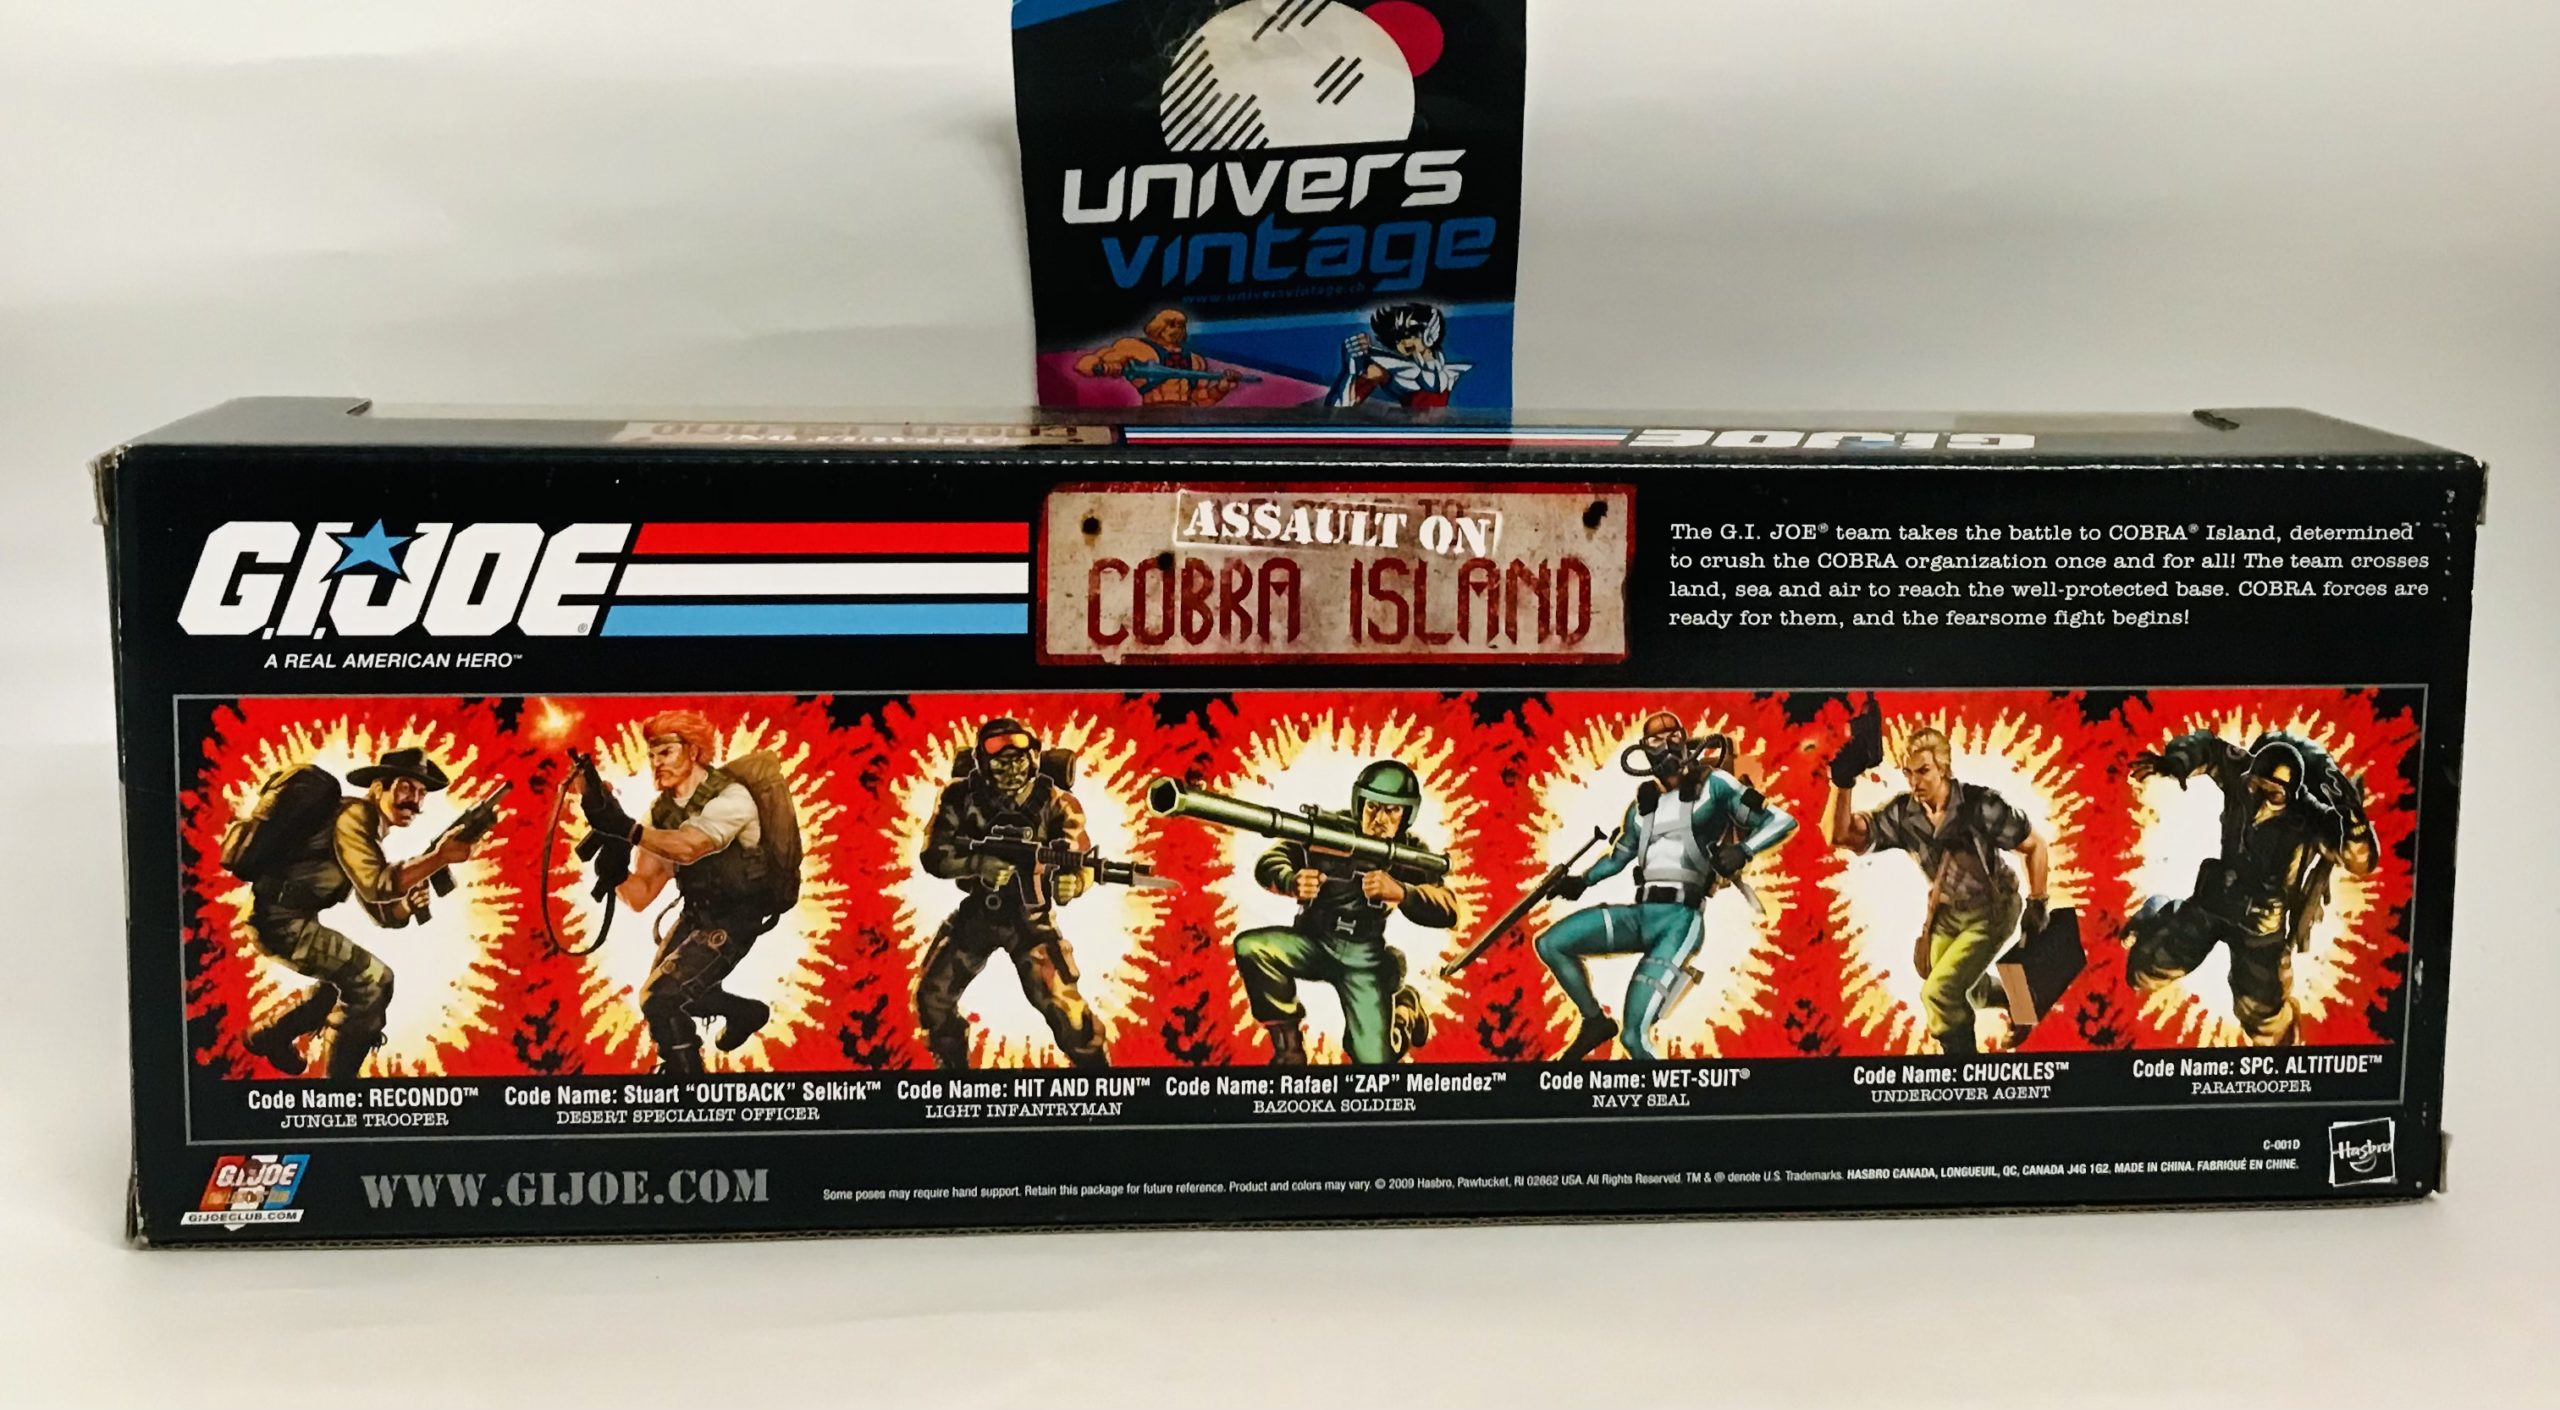 univers
vintage
www.universvintage.ch
ASSAULT ON
G.I. JOE
G.I. JOE
A REAL AMERICAN HERO™
ASSAULT ON
COBRA ISLAND
The G.I. JOE® team takes the battle to COBRA® Island, determined
to crush the COBRA organization once and for all! The team crosses
land, sea and air to reach the well-protected base. COBRA forces are
ready for them, and the fearsome fight begins!
Code Name: RECONDO™
JUNGLE TROOPER
Code Name: Stuart “OUTBACK” Selkirk™
DESERT SPECIALIST OFFICER
Code Name: HIT AND RUN™
LIGHT INFANTRYMAN
Code Name: Rafael “ZAP” Melendez™
BAZOOKA SOLDIER
Code Name: WET-SUIT®
NAVY SEAL
Code Name: CHUCKLES™
UNDERCOVER AGENT
Code Name: SPC. ALTITUDE™
PARATROOPER
G.I. JOE
GIJOECLUB.COM
WWW.GIJOE.COM
Some poses may require hand support. Retain this package for future reference. Product and colors may vary. © 2009 Hasbro, Pawtucket, RI 02862 USA. All Rights Reserved. TM & ® denote U.S. Trademarks. HASBRO CANADA, LONGUEUIL, QC, CANADA J4G 1G2. MADE IN CHINA. FABRIQUÉ EN CHINE.
C-001D
Hasbro